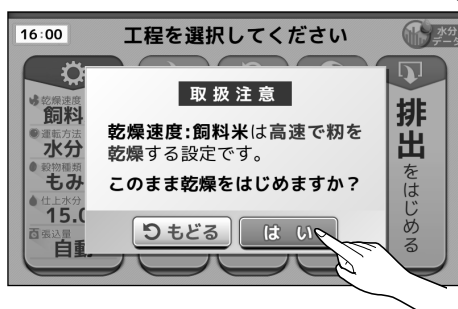 16:00
工程を選択してください
水分
データ
取扱注意
乾燥速度:飼料米は高速で籾を
乾燥する設定です。
このまま乾燥をはじめますか？
もどる
はい
乾燥速度
飼料
運転方法
水分
穀物種類
もみ
仕上水分
15.0
張込量
自動
排出をはじめる